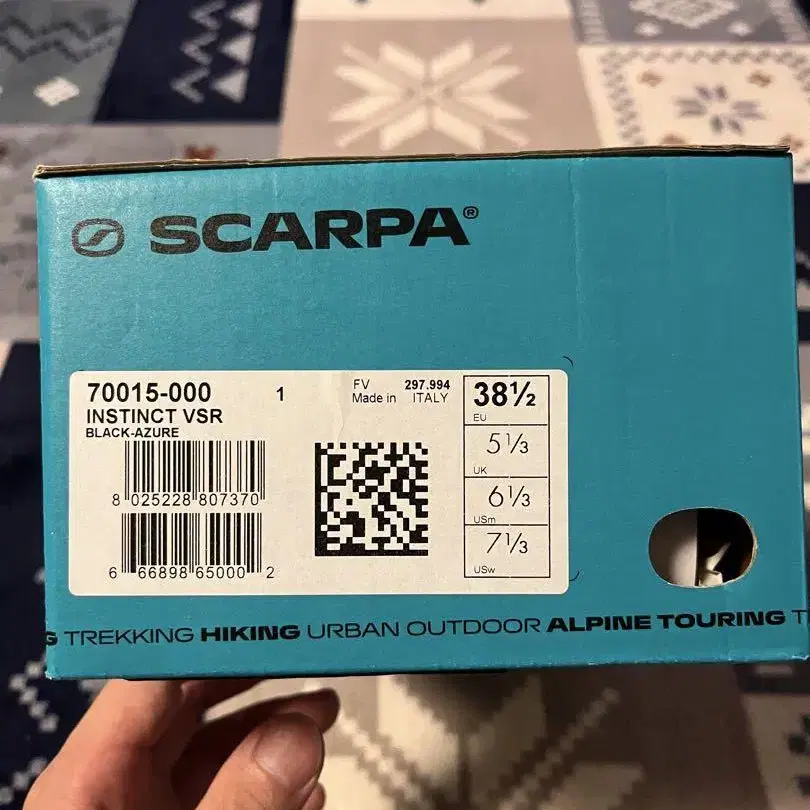 SCARPA®
70015-000 1
INSTINCT VSR
BLACK-AZURE
FV 297.994
Made in ITALY
8 025228 807370
6 66898 65000 2
38½
EU
5⅓
UK
6⅓
USm
7⅓
USw
G TREKKING HIKING URBAN OUTDOOR ALPINE TOURING T